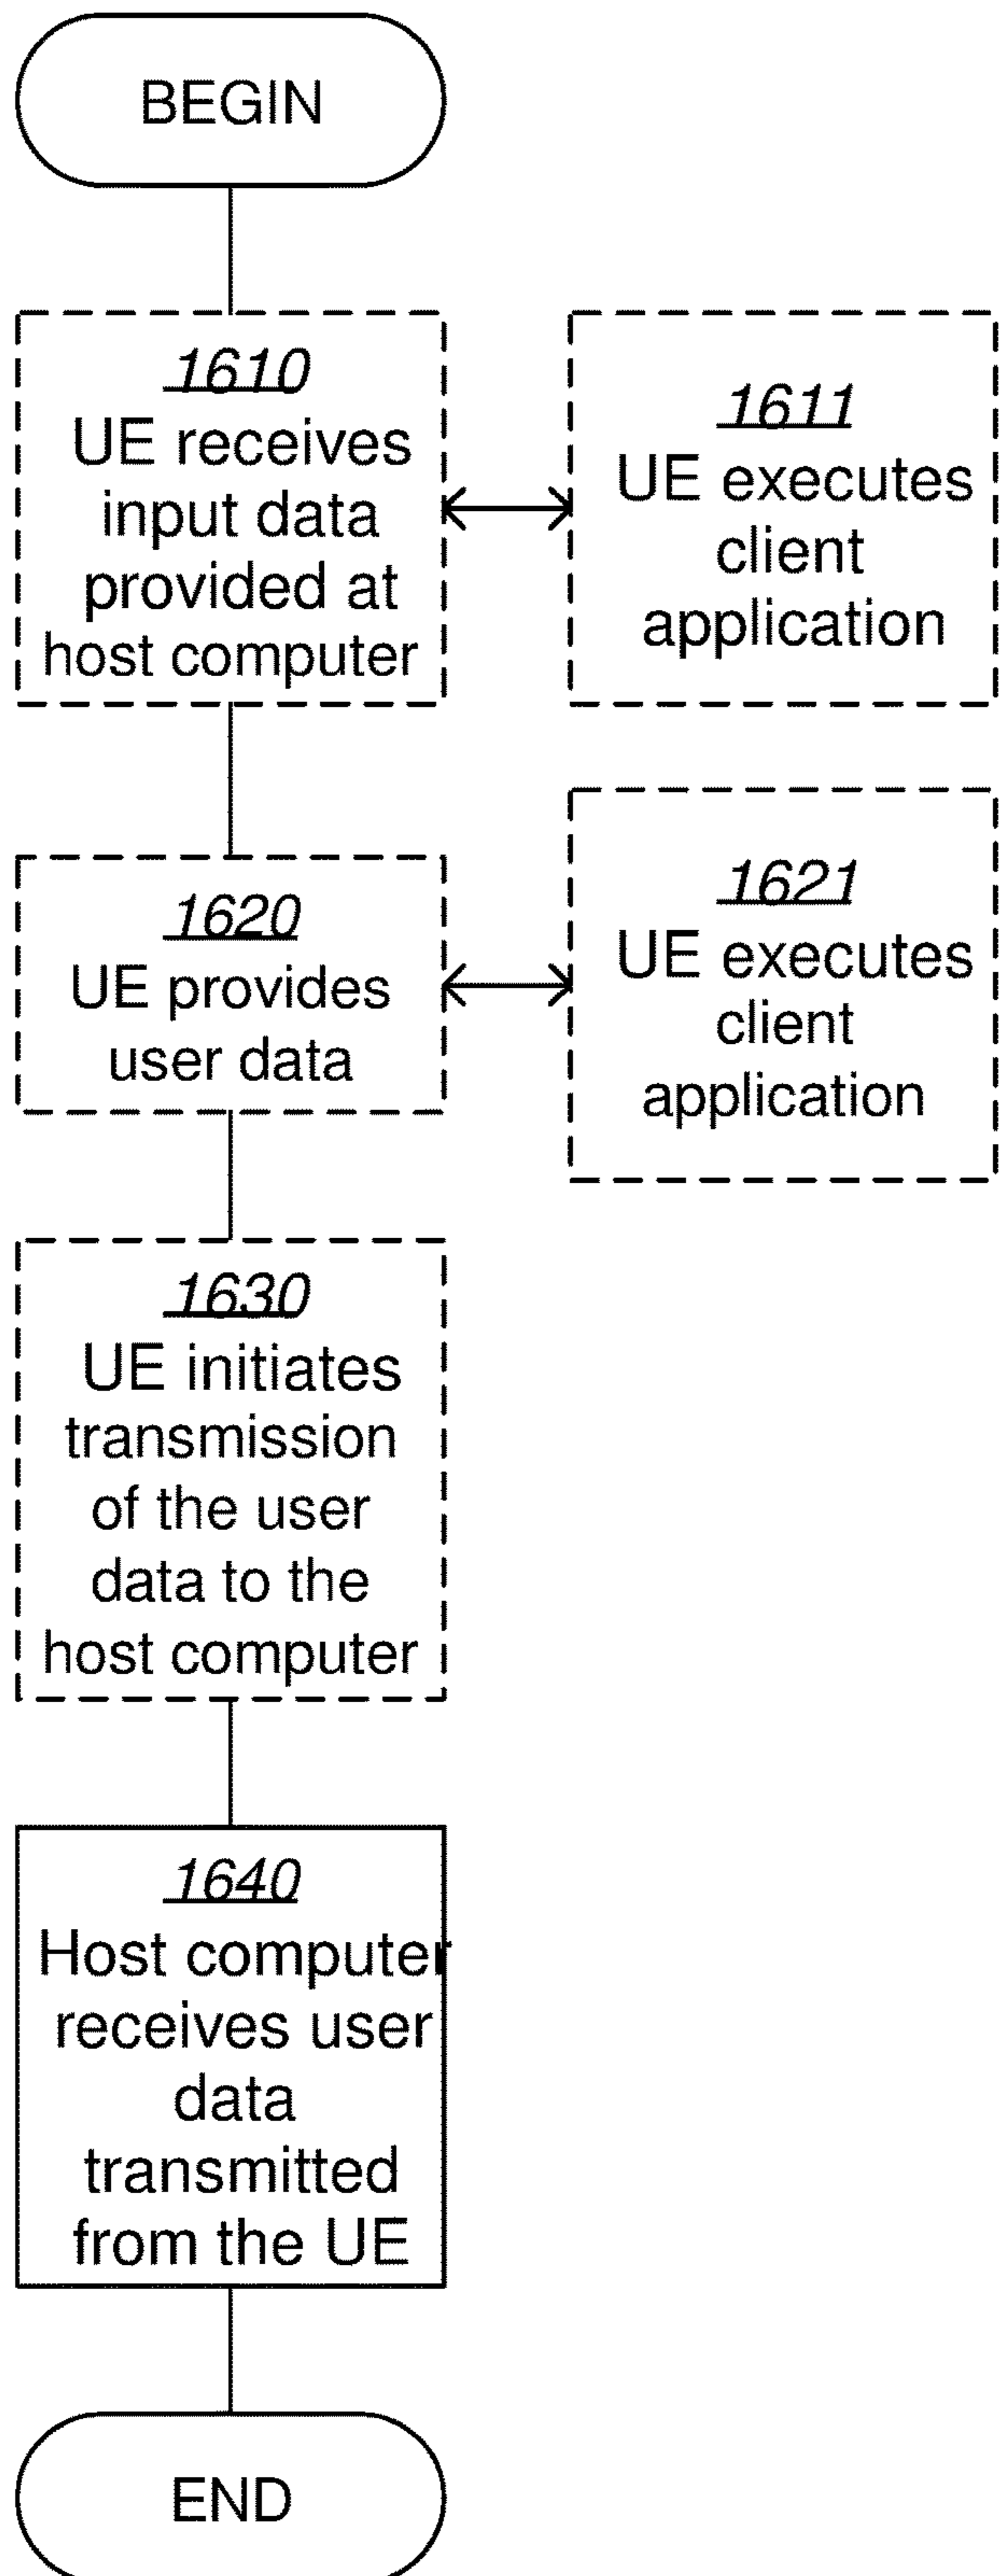 BEGIN
1610
UE receives
input data
provided at
host computer
1611
UE executes
client
application
1620
UE provides
user data
1621
UE executes
client
application
1630
UE initiates
transmission
of the user
data to the
host computer
1640
Host computer
receives user
data
transmitted
from the UE
END